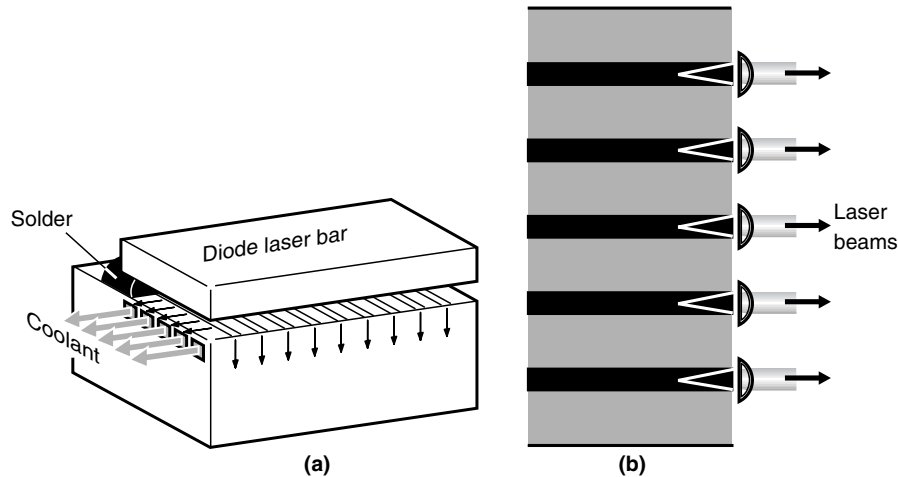 Solder
Diode laser bar
Coolant
(a)
Laser
beams
(b)